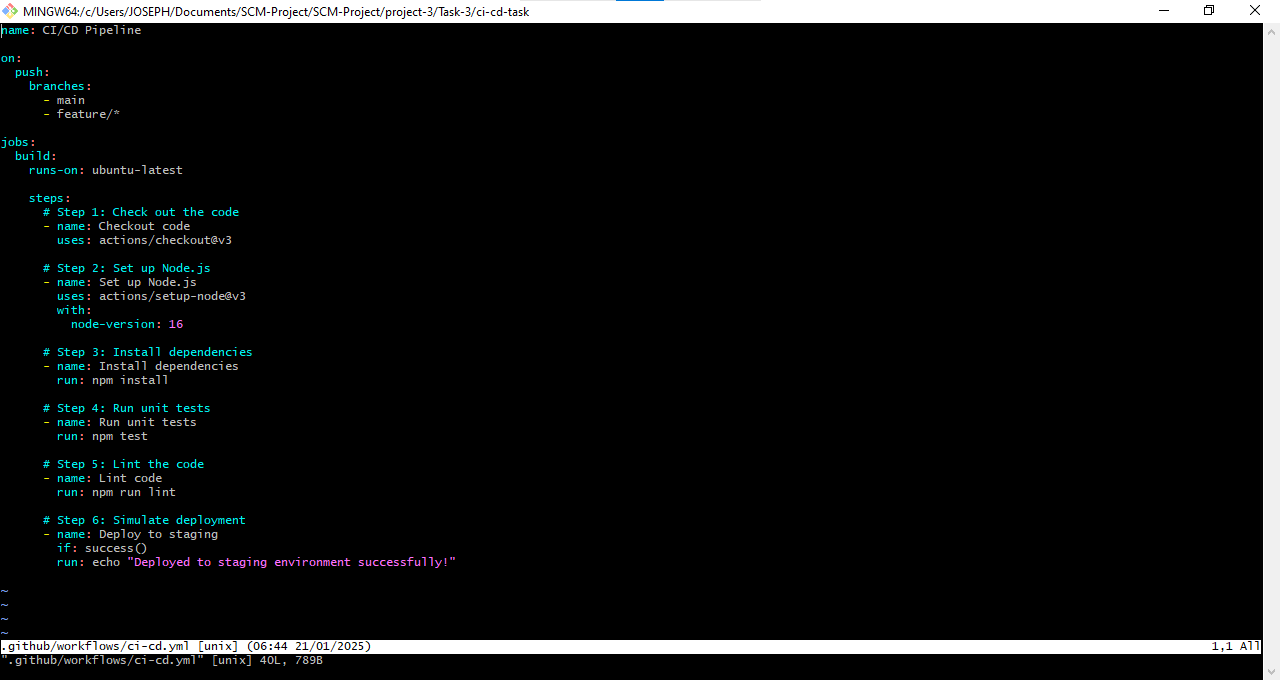 MINGW64:/c/Users/JOSEPH/Documents/SCM-Project/SCM-Project/project-3/Task-3/ci-cd-task
name: CI/CD Pipeline

on:
  push:
    branches:
      - main
      - feature/*

jobs:
  build:
    runs-on: ubuntu-latest

    steps:
      # Step 1: Check out the code
      - name: Checkout code
        uses: actions/checkout@v3

      # Step 2: Set up Node.js
      - name: Set up Node.js
        uses: actions/setup-node@v3
        with:
          node-version: 16

      # Step 3: Install dependencies
      - name: Install dependencies
        run: npm install

      # Step 4: Run unit tests
      - name: Run unit tests
        run: npm test

      # Step 5: Lint the code
      - name: Lint code
        run: npm run lint

      # Step 6: Simulate deployment
      - name: Deploy to staging
        if: success()
        run: echo "Deployed to staging environment successfully!"

~
~
~
~
.github/workflows/ci-cd.yml [unix] (06:44 21/01/2025) 1,1 All
".github/workflows/ci-cd.yml" [unix] 40L, 789B